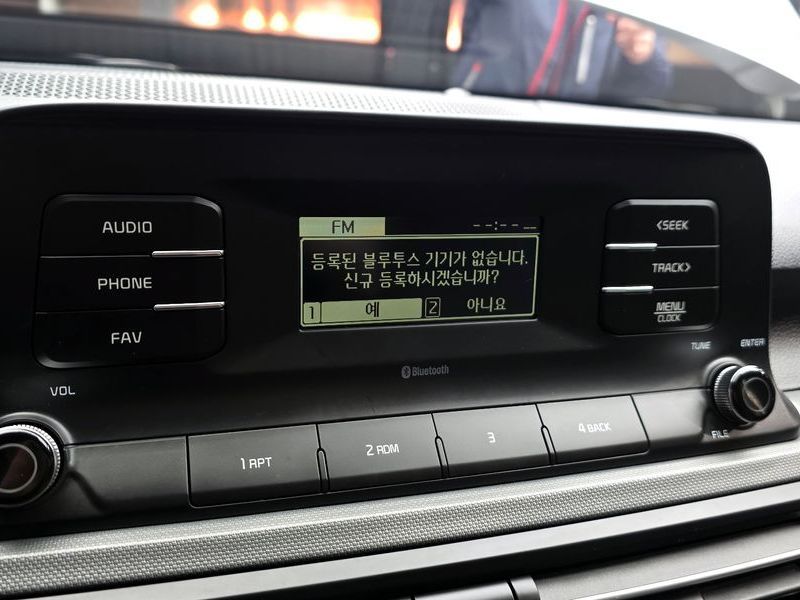 FM --:-- --
등록된 블루투스 기기가 없습니다.
신규 등록하시겠습니까?
1 예 2 아니요
AUDIO
PHONE
FAV
VOL
<SEEK
TRACK>
MENU
CLOCK
TUNE
ENTER
FILE
Bluetooth
1 RPT
2 RDM
3
4 BACK